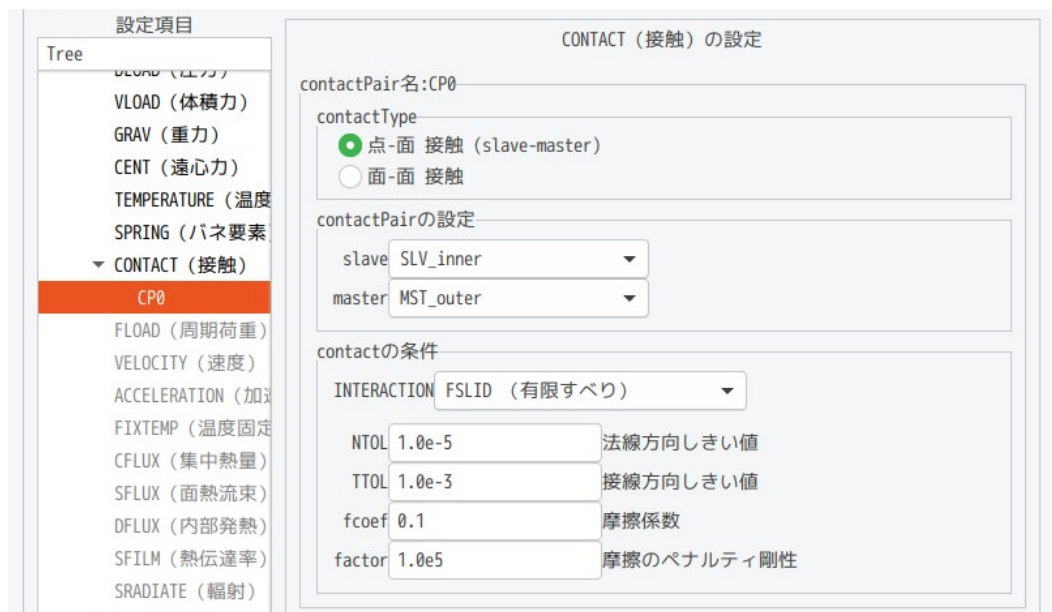 設定項目
Tree
VLOAD (体積力)
GRAV (重力)
CENT (遠心力)
TEMPERATURE (温度
SPRING (バネ要素
CONTACT (接触)
CP0
FLOAD (周期荷重)
VELOCITY (速度)
ACCELERATION (加速
FIXTEMP (温度固定
CFLUX (集中熱量)
SFLUX (面熱流束)
DFLUX (内部発熱)
SFILM (熱伝達率)
SRADIATE (輻射)
CONTACT (接触) の設定
contactPair名:CP0
contactType
点-面 接触 (slave-master)
面-面 接触
contactPairの設定
slave SLV_inner
master MST_outer
contactの条件
INTERACTION FSLID (有限すべり)
NTOL 1.0e-5 法線方向しきい値
TTOL 1.0e-3 接線方向しきい値
fcoef 0.1 摩擦係数
factor 1.0e5 摩擦のペナルティ剛性